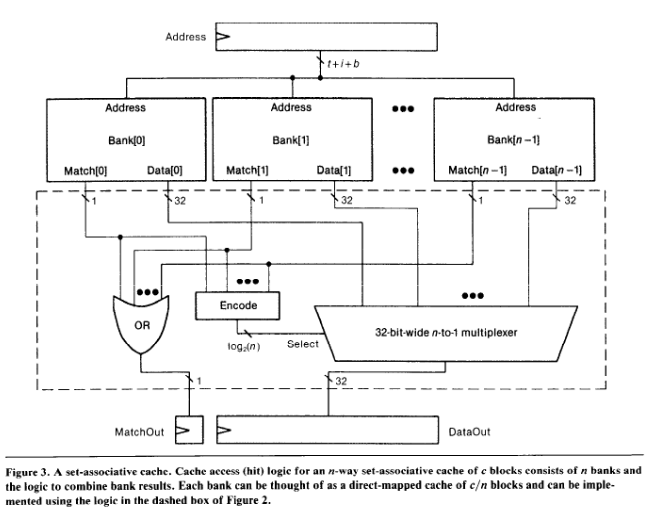 Address
t+i+b
Address Address ●●● Address
Bank[0] Bank[1] Bank[n−1]
Match[0] Data[0] Match[1] Data[1] ●●● Match[n−1] Data[n−1]
1 32 1 32 1 32
●●● ●●● ●●●
OR Encode 32-bit-wide n-to-1 multiplexer
log₂(n) Select
1 32
MatchOut DataOut
Figure 3. A set-associative cache. Cache access (hit) logic for an n-way set-associative cache of c blocks consists of n banks and
the logic to combine bank results. Each bank can be thought of as a direct-mapped cache of c/n blocks and can be imple-
mented using the logic in the dashed box of Figure 2.